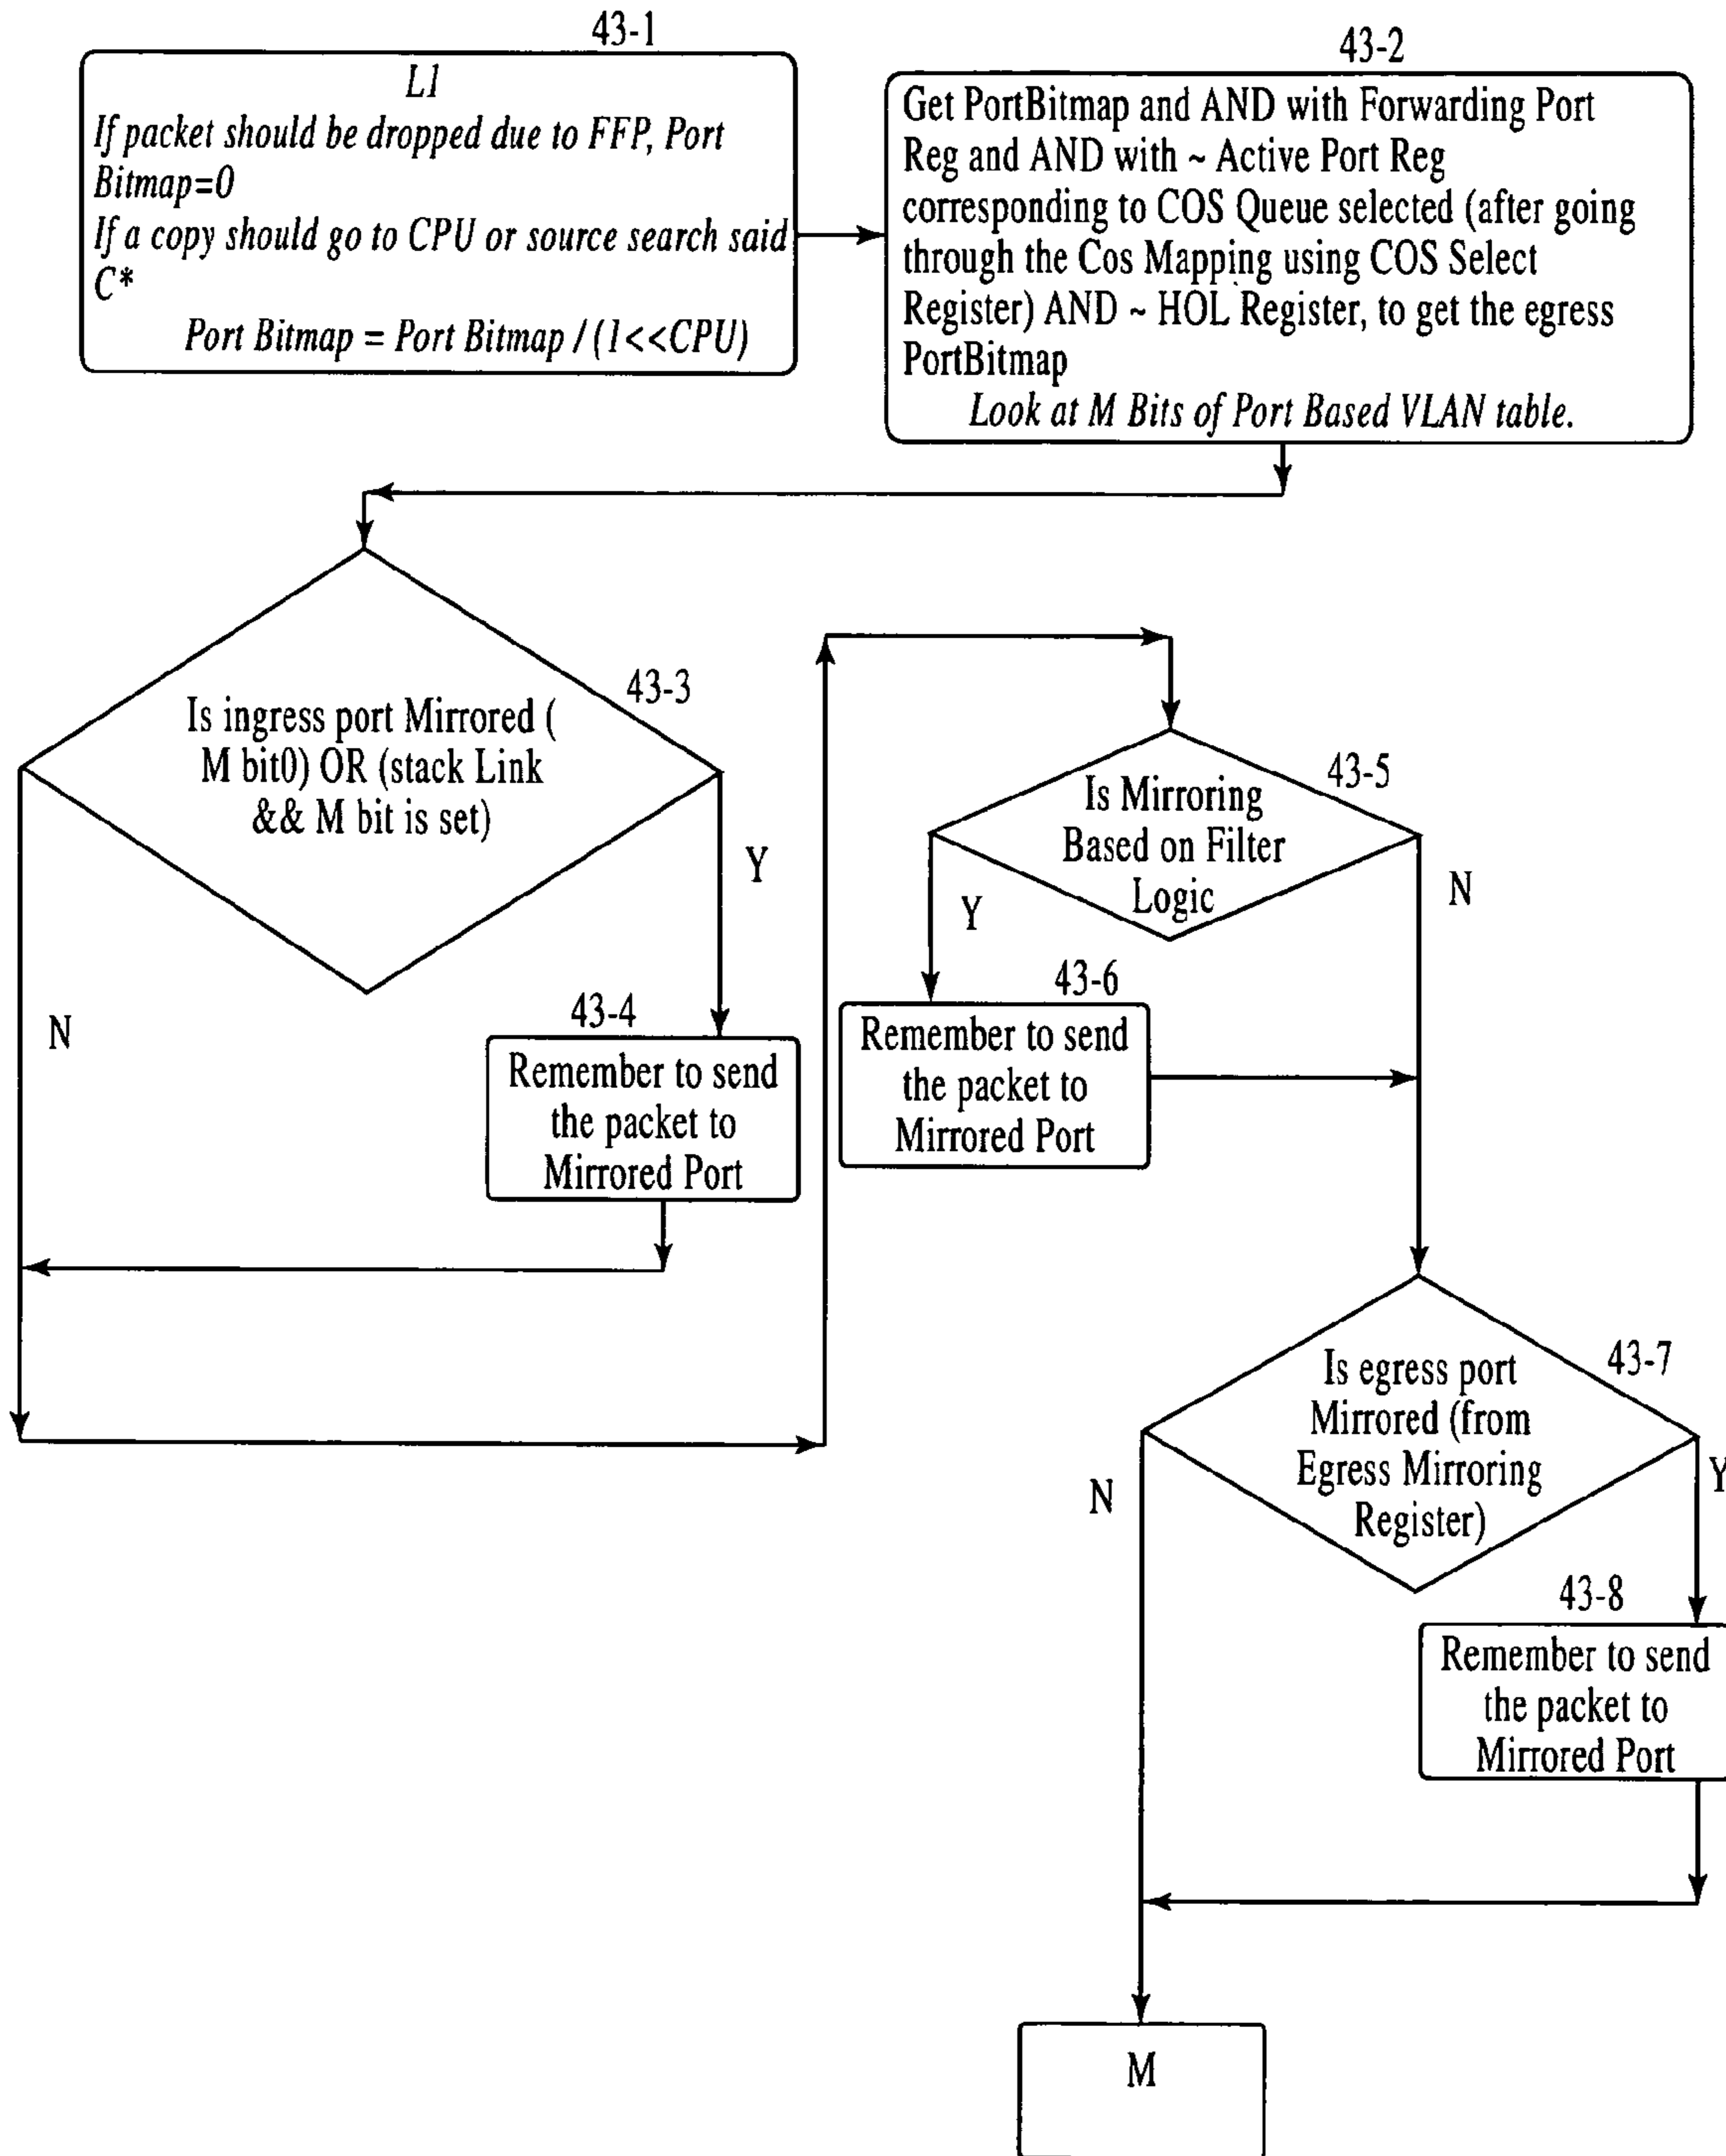 43-1
L1
If packet should be dropped due to FFP, Port
Bitmap=0
If a copy should go to CPU or source search said
C*
Port Bitmap = Port Bitmap / (1<<CPU)
43-2
Get PortBitmap and AND with Forwarding Port
Reg and AND with ~ Active Port Reg
corresponding to COS Queue selected (after going
through the Cos Mapping using COS Select
Register) AND ~ HOL Register, to get the egress
PortBitmap
Look at M Bits of Port Based VLAN table.
43-3
Is ingress port Mirrored (
M bit0) OR (stack Link
&& M bit is set)
Y
N
43-4
Remember to send
the packet to
Mirrored Port
43-5
Is Mirroring
Based on Filter
Logic
Y
N
43-6
Remember to send
the packet to
Mirrored Port
43-7
Is egress port
Mirrored (from
Egress Mirroring
Register)
N
Y
43-8
Remember to send
the packet to
Mirrored Port
M